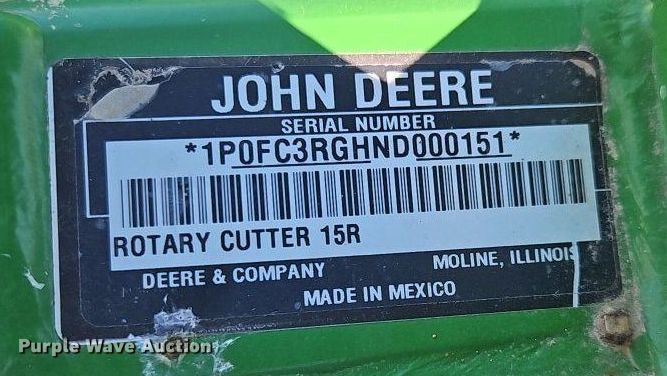 JOHN DEERE
SERIAL NUMBER
*1P0FC3RGHND000151*
ROTARY CUTTER 15R
DEERE & COMPANY MOLINE, ILLINOIS
MADE IN MEXICO
Purple Wave Auction